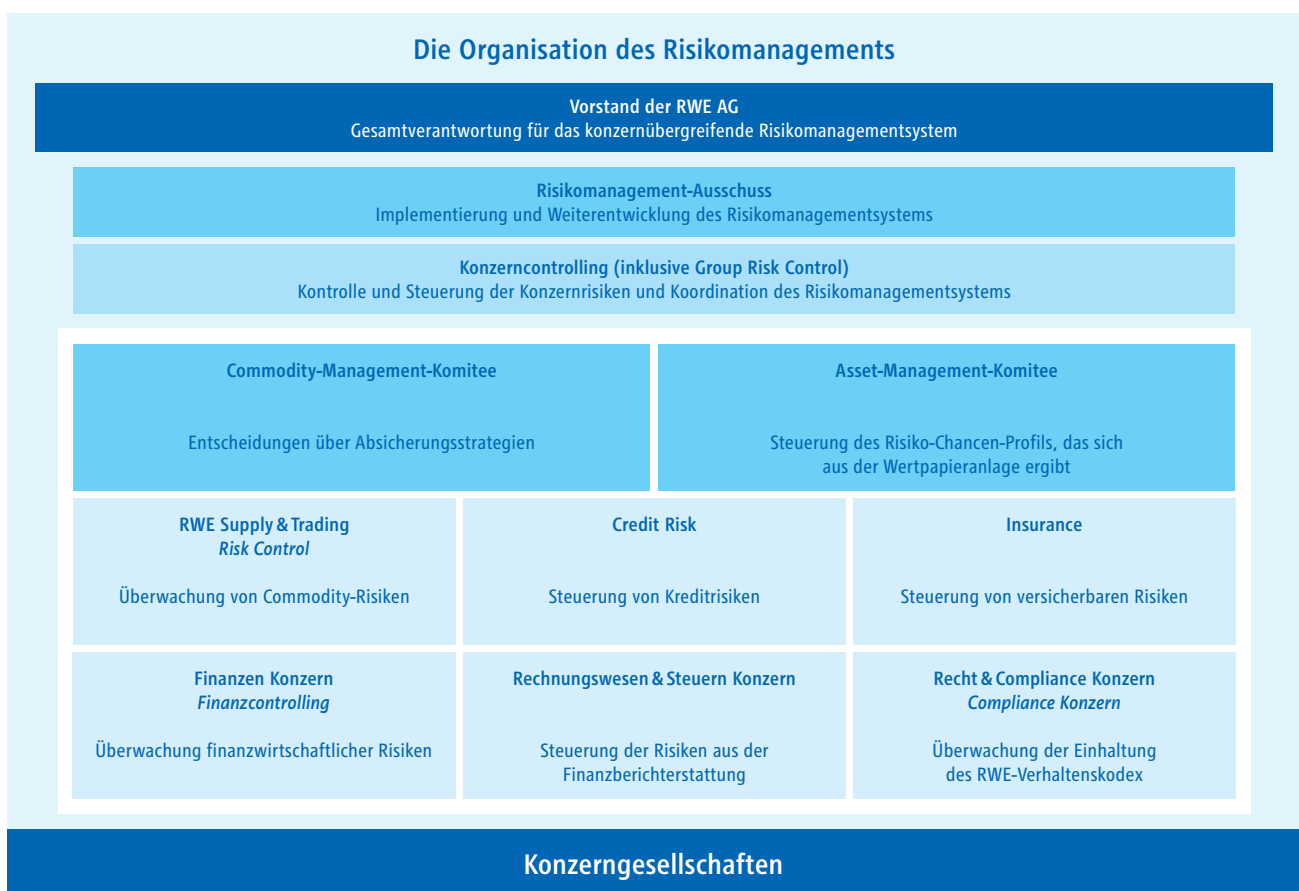 Die Organisation des Risikomanagements
Vorstand der RWE AG
Gesamtverantwortung für das konzernübergreifende Risikomanagementsystem
Risikomanagement-Ausschuss
Implementierung und Weiterentwicklung des Risikomanagementsystems
Konzerncontrolling (inklusive Group Risk Control)
Kontrolle und Steuerung der Konzernrisiken und Koordination des Risikomanagementsystems
Commodity-Management-Komitee
Entscheidungen über Absicherungsstrategien
Asset-Management-Komitee
Steuerung des Risiko-Chancen-Profils, das sich
aus der Wertpapieranlage ergibt
RWE Supply & Trading
Risk Control
Überwachung von Commodity-Risiken
Credit Risk
Steuerung von Kreditrisiken
Insurance
Steuerung von versicherbaren Risiken
Finanzen Konzern
Finanzcontrolling
Überwachung finanzwirtschaftlicher Risiken
Rechnungswesen & Steuern Konzern
Steuerung der Risiken aus der
Finanzberichterstattung
Recht & Compliance Konzern
Compliance Konzern
Überwachung der Einhaltung
des RWE-Verhaltenskodex
Konzerngesellschaften